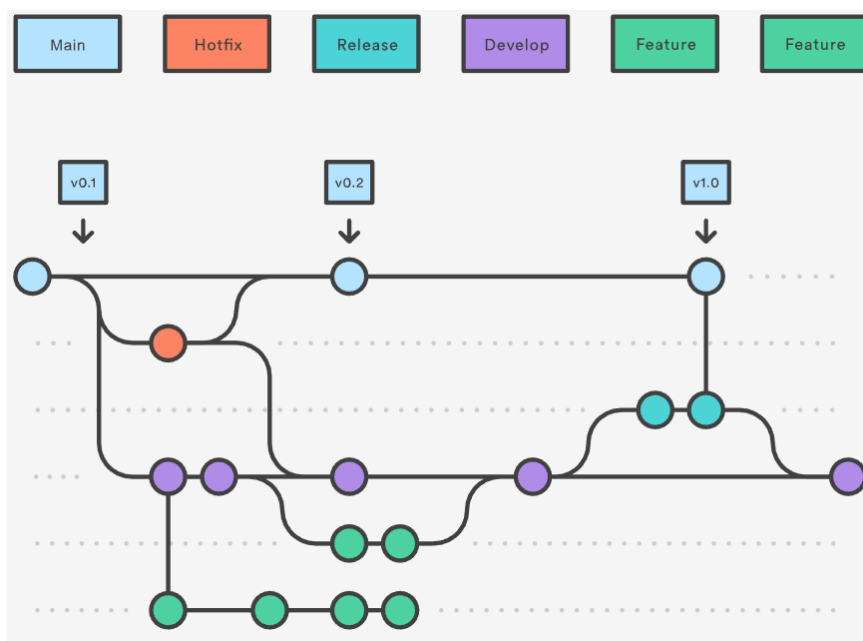 Main
Hotfix
Release
Develop
Feature
Feature
v0.1
v0.2
v1.0